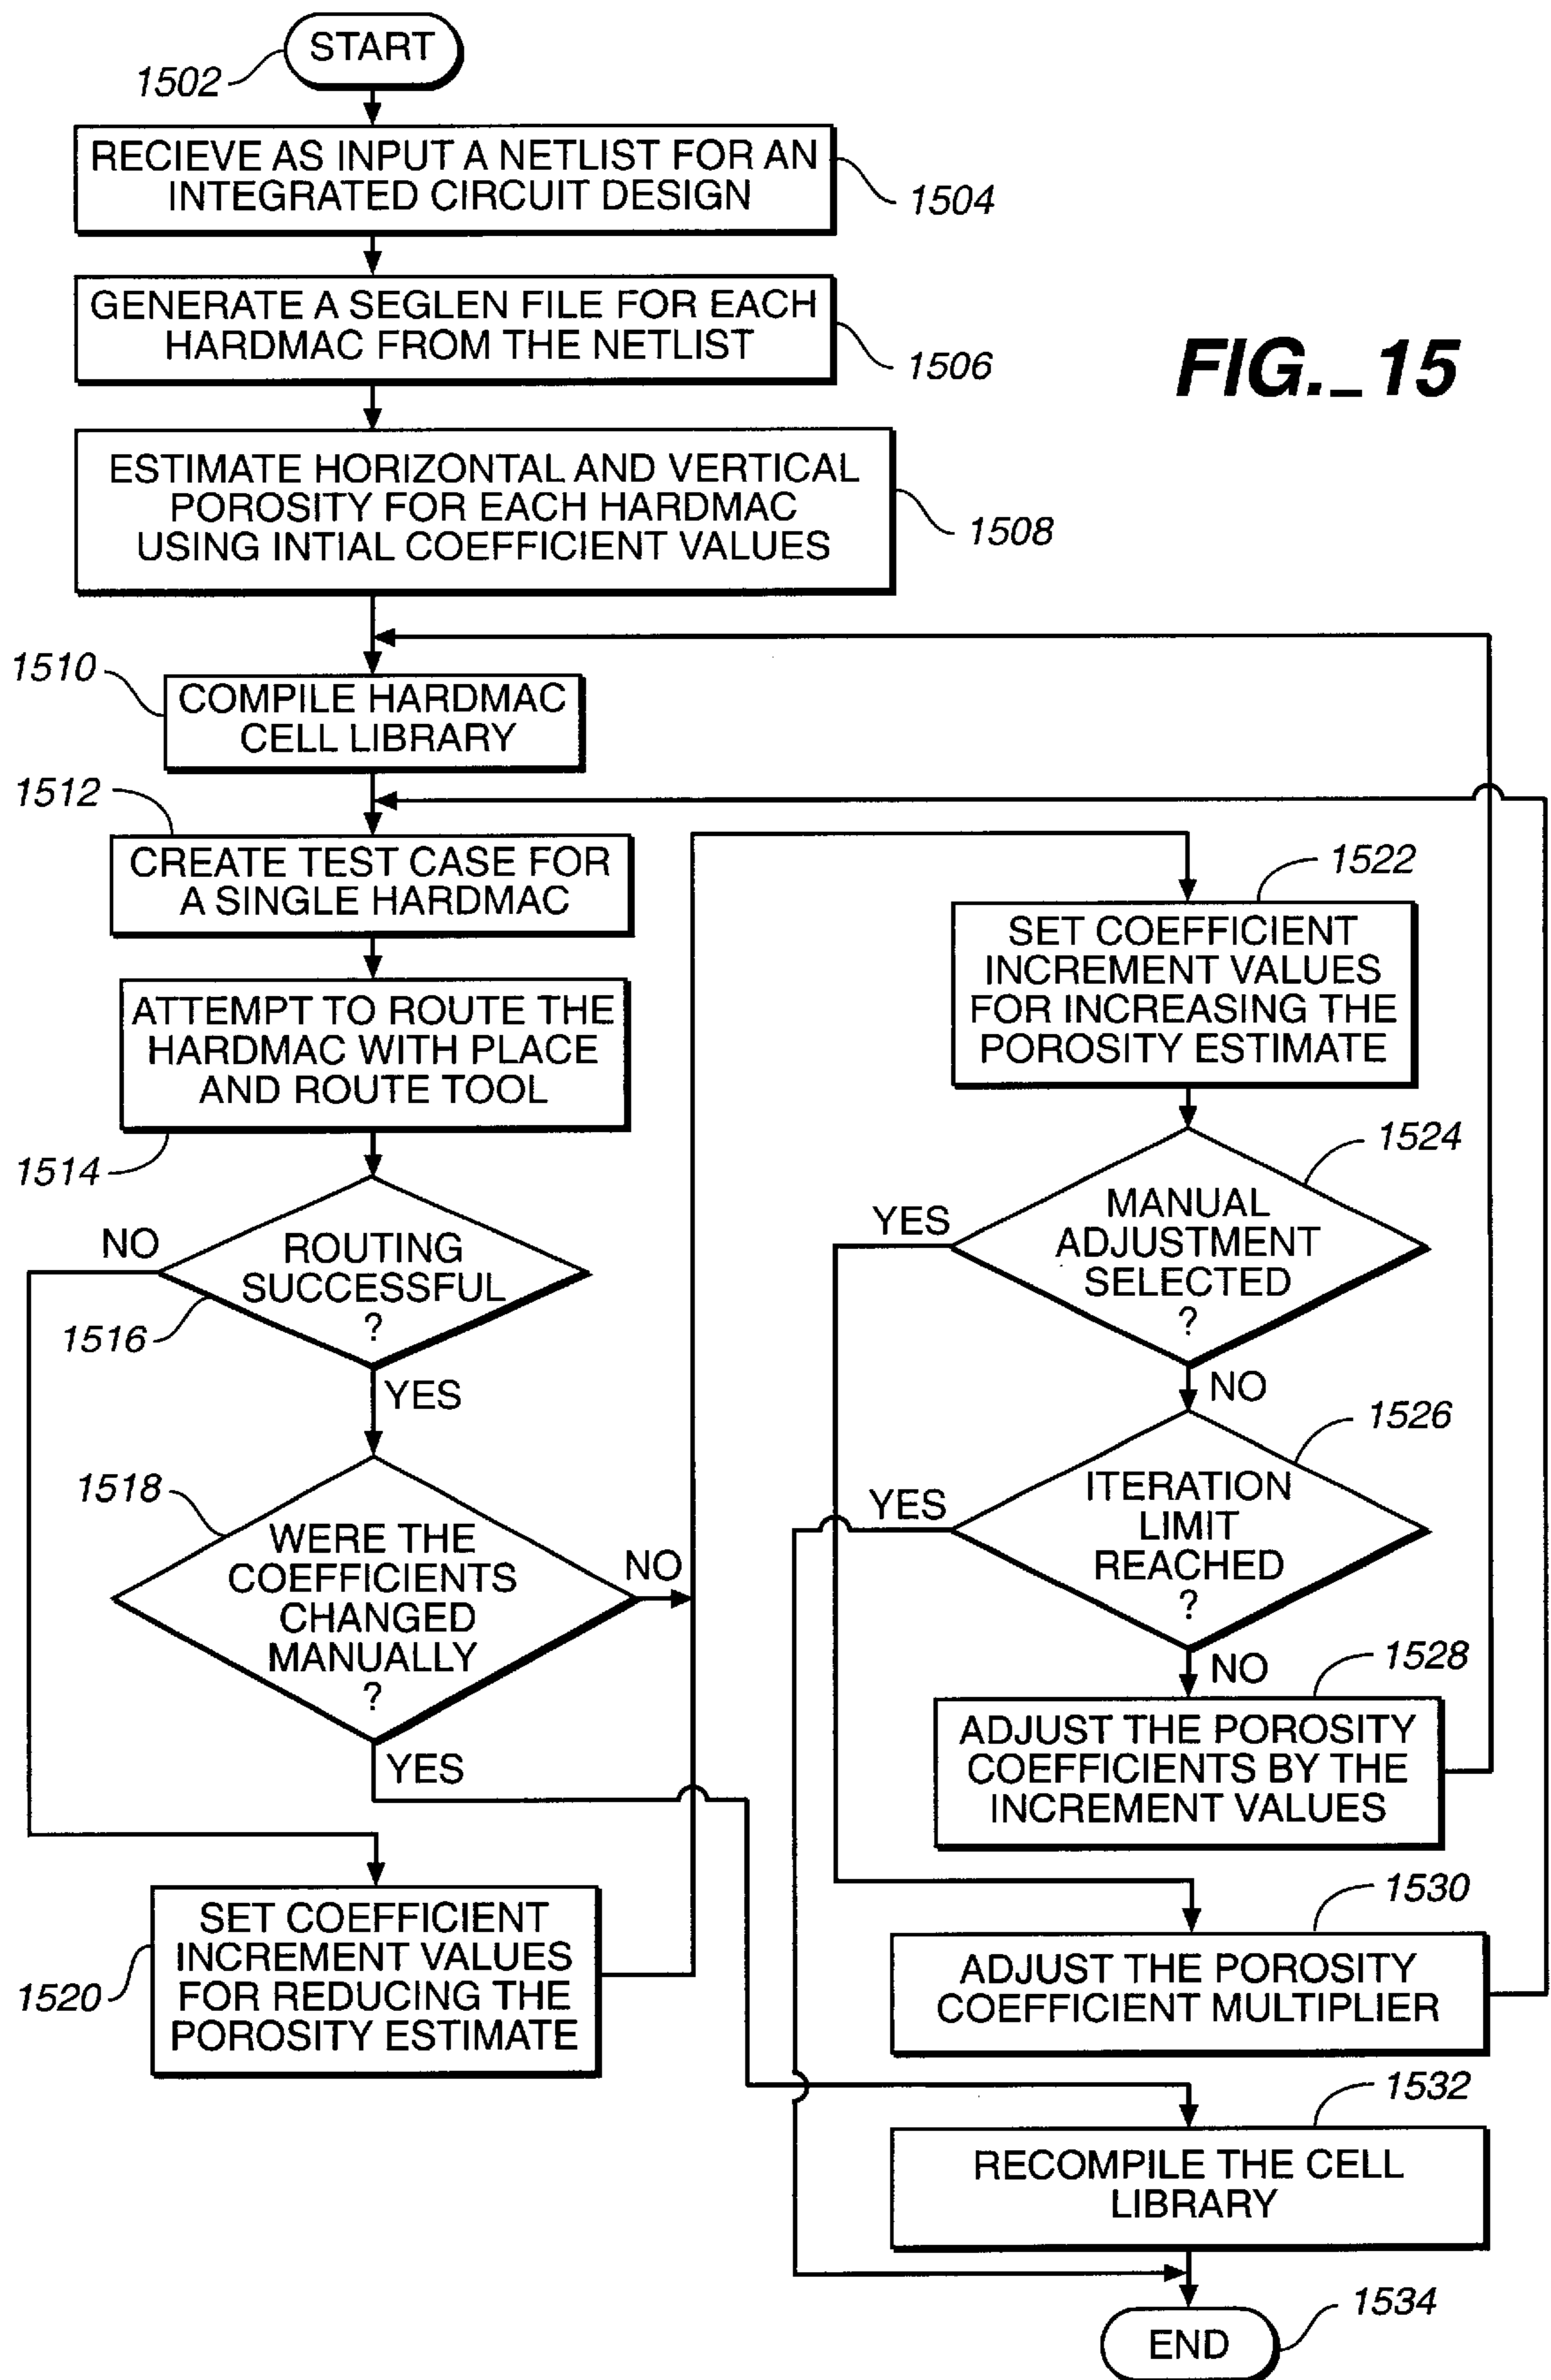 START
1502
RECIEVE AS INPUT A NETLIST FOR AN
INTEGRATED CIRCUIT DESIGN
1504
GENERATE A SEGLEN FILE FOR EACH
HARDMAC FROM THE NETLIST
1506
FIG._15
ESTIMATE HORIZONTAL AND VERTICAL
POROSITY FOR EACH HARDMAC
USING INTIAL COEFFICIENT VALUES
1508
1510
COMPILE HARDMAC
CELL LIBRARY
1512
CREATE TEST CASE FOR
A SINGLE HARDMAC
ATTEMPT TO ROUTE THE
HARDMAC WITH PLACE
AND ROUTE TOOL
1514
NO
ROUTING
SUCCESSFUL
?
1516
YES
1518
WERE THE
COEFFICIENTS
CHANGED
MANUALLY
?
NO
YES
SET COEFFICIENT
INCREMENT VALUES
FOR REDUCING THE
POROSITY ESTIMATE
1520
1522
SET COEFFICIENT
INCREMENT VALUES
FOR INCREASING THE
POROSITY ESTIMATE
1524
YES
MANUAL
ADJUSTMENT
SELECTED
?
NO
1526
YES
ITERATION
LIMIT
REACHED
?
NO
1528
ADJUST THE POROSITY
COEFFICIENTS BY THE
INCREMENT VALUES
1530
ADJUST THE POROSITY
COEFFICIENT MULTIPLIER
1532
RECOMPILE THE CELL
LIBRARY
1534
END